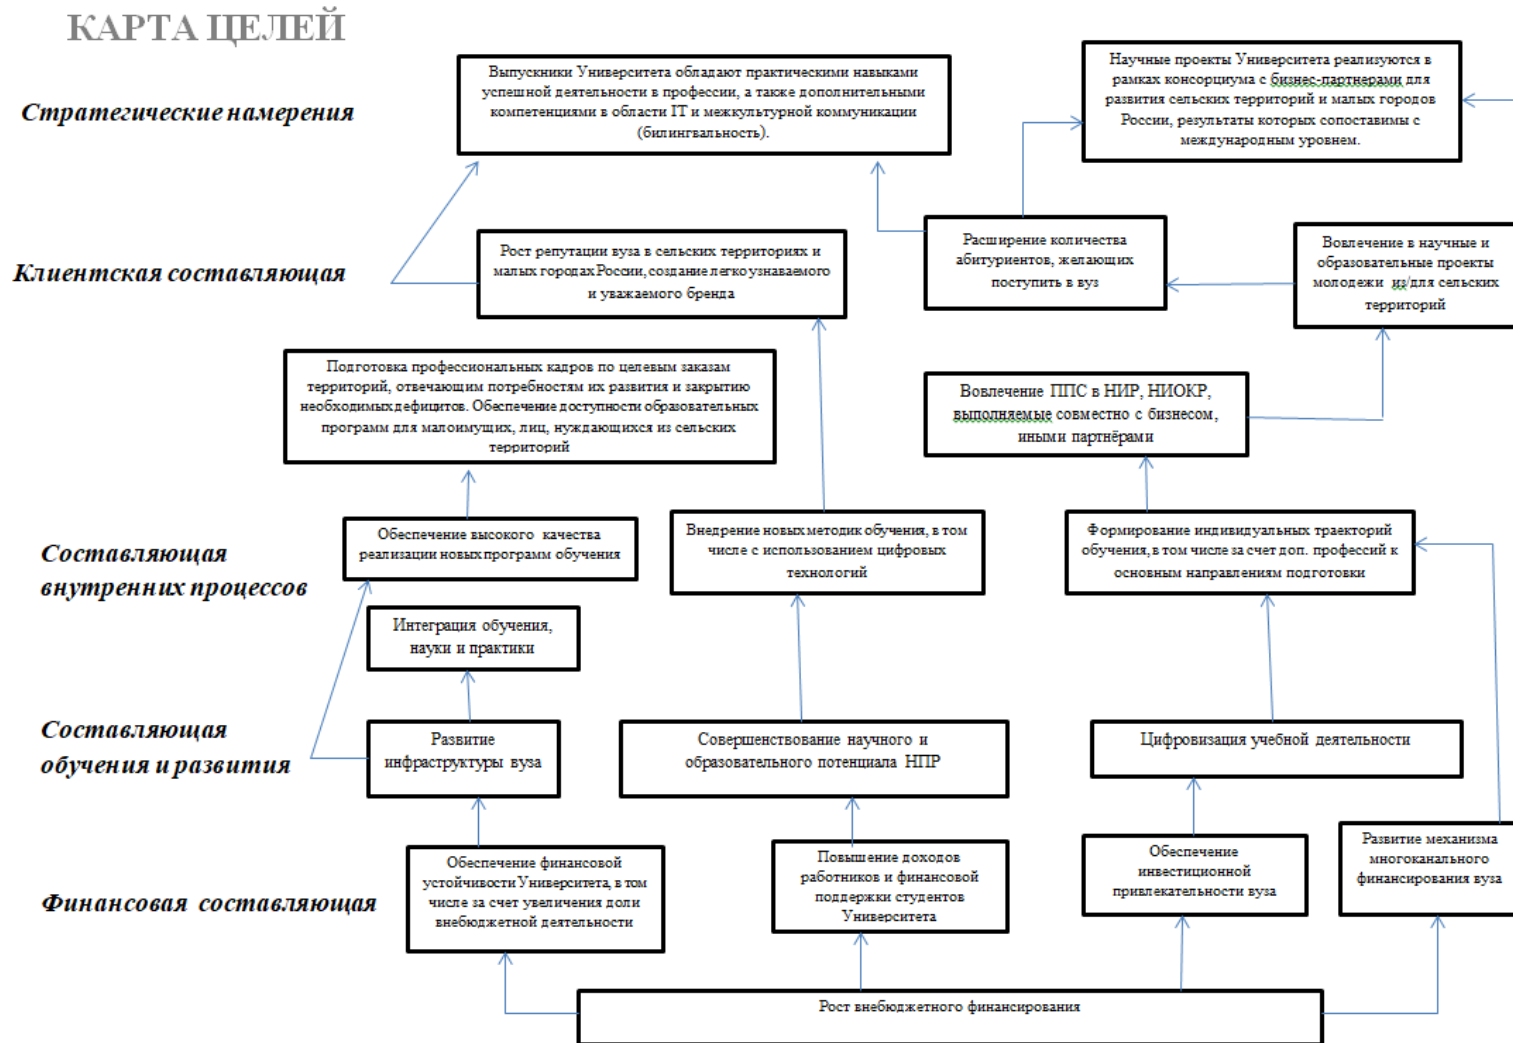 КАРТА ЦЕЛЕЙ
Стратегические намерения
Выпускники Университета обладают практическими навыками
успешной деятельности в профессии, а также дополнительными
компетенциями в области IT и межкультурной коммуникации
(билингвальность).
Научные проекты Университета реализуются в
рамках консорциума с бизнес-партнерами для
развития сельских территорий и малых городов
России, результаты которых сопоставимы с
международным уровнем.
Клиентская составляющая
Рост репутации вуза в сельских территориях и
малых городах России, создание легко узнаваемого
и уважаемого бренда
Расширение количества
абитуриентов, желающих
поступить в вуз
Вовлечение в научные и
образовательные проекты
молодежи из/для сельских
территорий
Подготовка профессиональных кадров по целевым заказам
территорий, отвечающим потребностям их развития и закрытию
необходимых дефицитов. Обеспечение доступности образовательных
программ для малоимущих, лиц, нуждающихся из сельских
территорий
Вовлечение ППС в НИР, НИОКР,
выполняемые совместно с бизнесом,
иными партнёрами
Составляющая
внутренних процессов
Обеспечение высокого качества
реализации новых программ обучения
Внедрение новых методик обучения, в том
числе с использованием цифровых
технологий
Формирование индивидуальных траекторий
обучения, в том числе за счет доп. профессий к
основным направлениям подготовки
Интеграция обучения,
науки и практики
Составляющая
обучения и развития
Развитие
инфраструктуры вуза
Совершенствование научного и
образовательного потенциала НПР
Цифровизация учебной деятельности
Финансовая составляющая
Обеспечение финансовой
устойчивости Университета, в том
числе за счет увеличения доли
внебюджетной деятельности
Повышение доходов
работников и финансовой
поддержки студентов
Университета
Обеспечение
инвестиционной
привлекательности вуза
Развитие механизма
многоканального
финансирования вуза
Рост внебюджетного финансирования